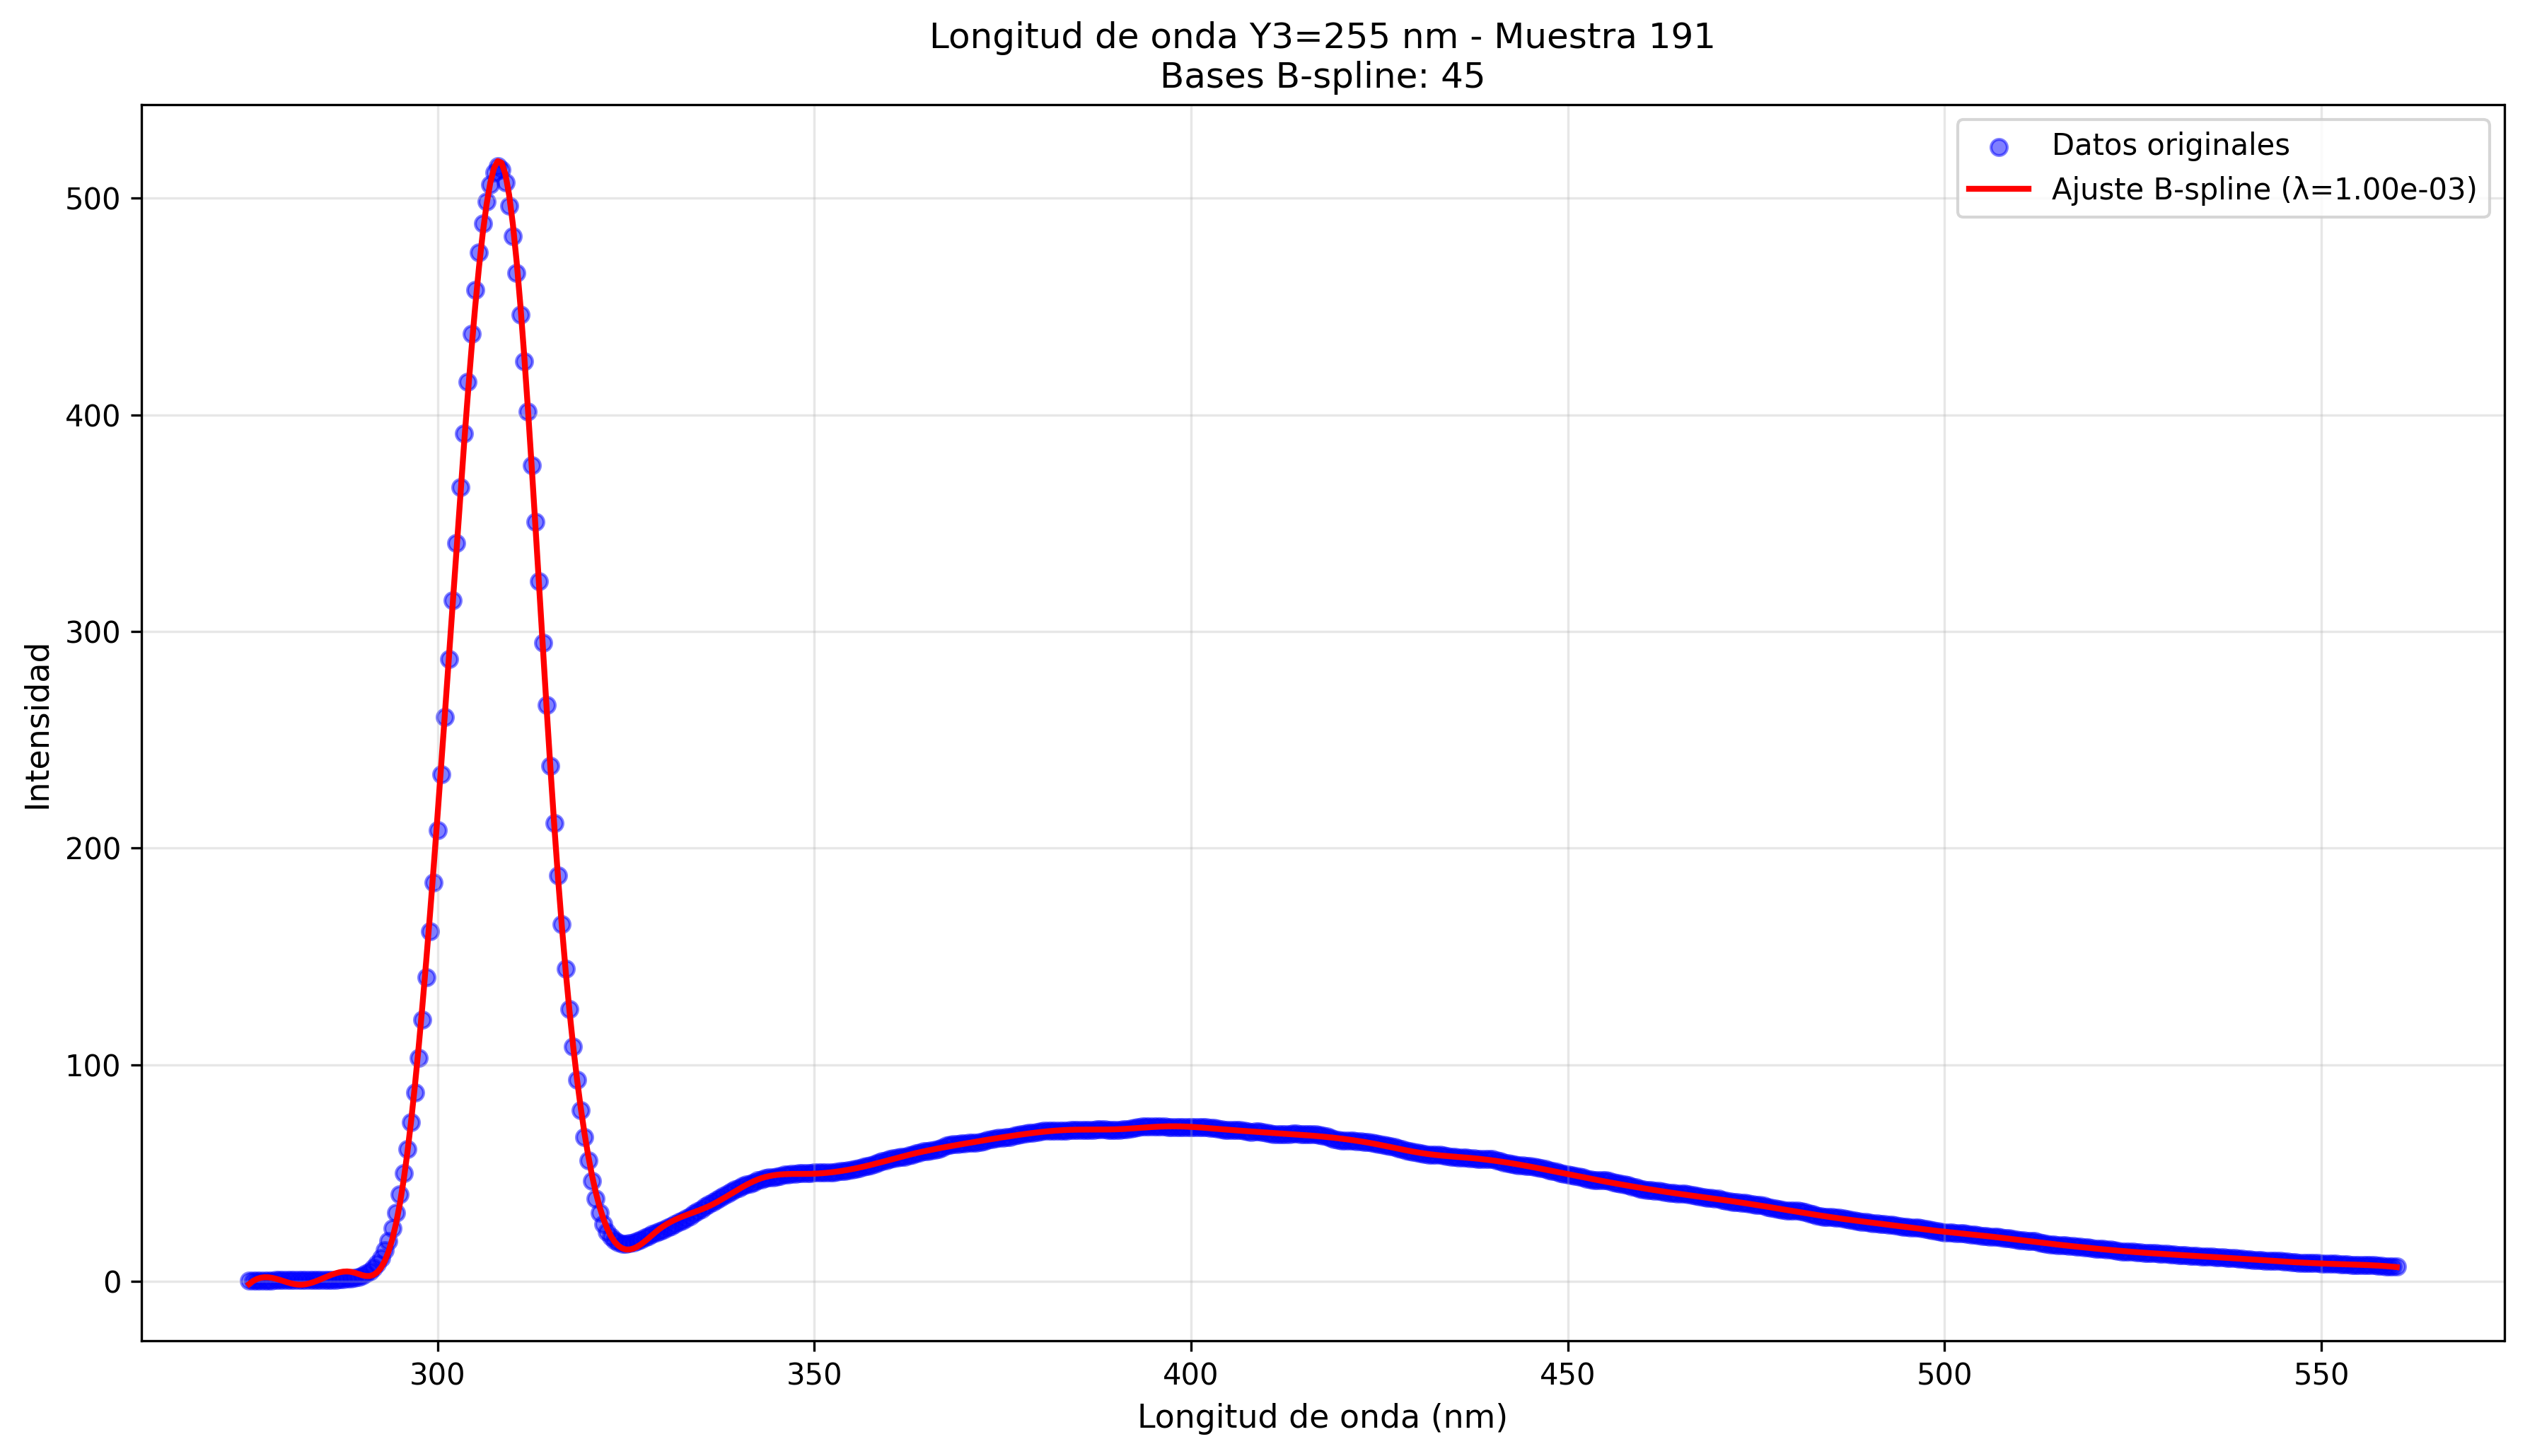 Longitud de onda Y3=255 nm - Muestra 191
Bases B-spline: 45
Datos originales
Ajuste B-spline (λ=1.00e-03)
Intensidad
500
400
300
200
100
0
300 350 400 450 500 550
Longitud de onda (nm)